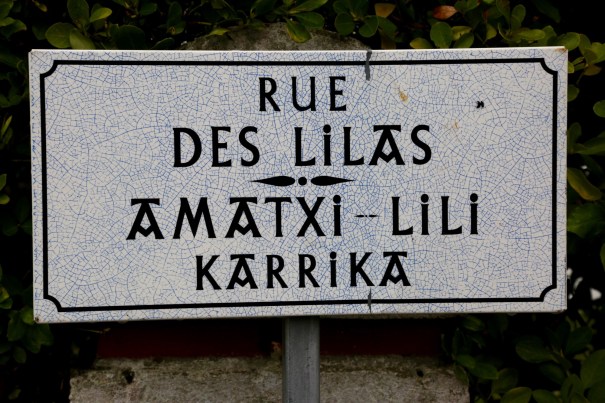 RUE
DES LiLAS
AMATXi-LiLi
KARRiKA